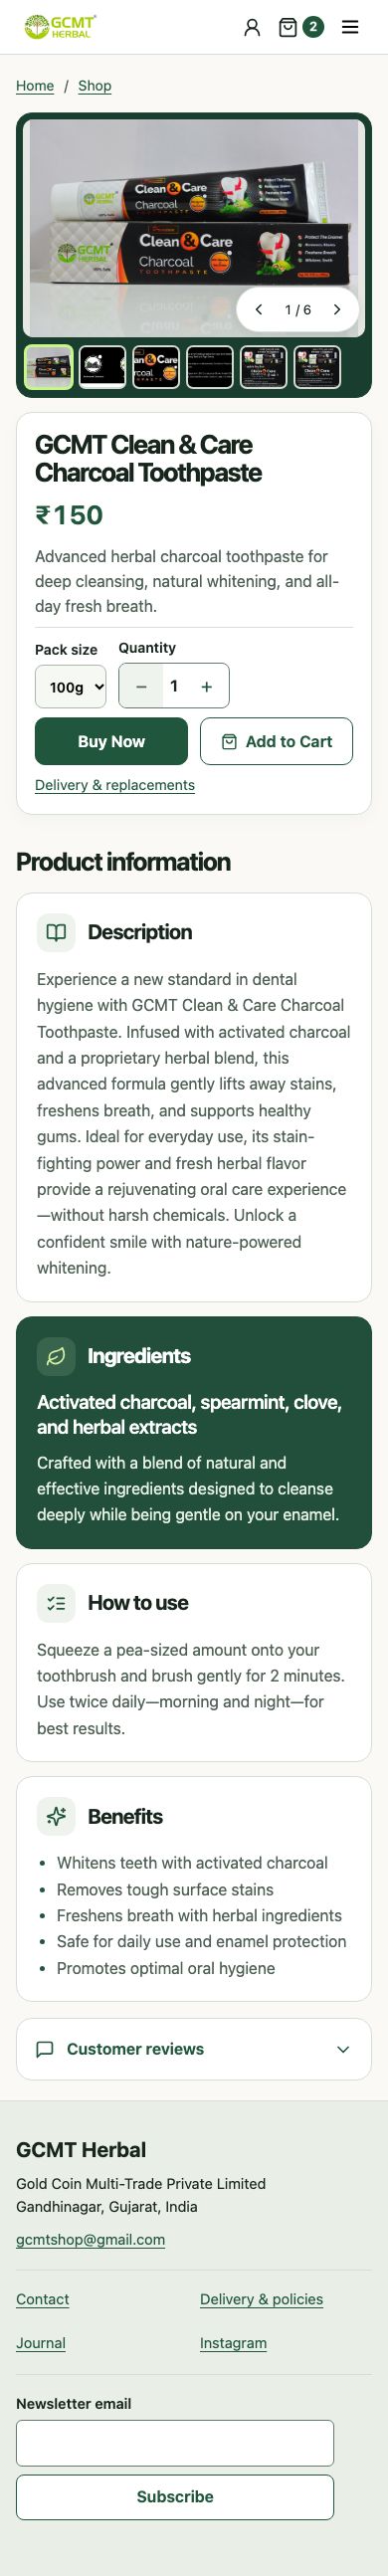 GCMT
HERBAL
2
Home / Shop
GCMT HERBAL
Clean & Care
Charcoal Toothpaste
TOOTHPASTE
GCMT
HERBAL
Clean & Care
Charcoal
TOOTHPASTE
1 / 6
GCMT Clean & Care
Charcoal Toothpaste
₹150
Advanced herbal charcoal toothpaste for
deep cleansing, natural whitening, and all-
day fresh breath.
Pack size
Quantity
100g
− 1 +
Buy Now
Add to Cart
Delivery & replacements
Product information
Description
Experience a new standard in dental
hygiene with GCMT Clean & Care Charcoal
Toothpaste. Infused with activated charcoal
and a proprietary herbal blend, this
advanced formula gently lifts away stains,
freshens breath, and supports healthy
gums. Ideal for everyday use, its stain-
fighting power and fresh herbal flavor
provide a rejuvenating oral care experience
—without harsh chemicals. Unlock a
confident smile with nature-powered
whitening.
Ingredients
Activated charcoal, spearmint, clove,
and herbal extracts
Crafted with a blend of natural and
effective ingredients designed to cleanse
deeply while being gentle on your enamel.
How to use
Squeeze a pea-sized amount onto your
toothbrush and brush gently for 2 minutes.
Use twice daily—morning and night—for
best results.
Benefits
• Whitens teeth with activated charcoal
• Removes tough surface stains
• Freshens breath with herbal ingredients
• Safe for daily use and enamel protection
• Promotes optimal oral hygiene
Customer reviews
GCMT Herbal
Gold Coin Multi-Trade Private Limited
Gandhinagar, Gujarat, India
gcmtshop@gmail.com
Contact
Delivery & policies
Journal
Instagram
Newsletter email
Subscribe